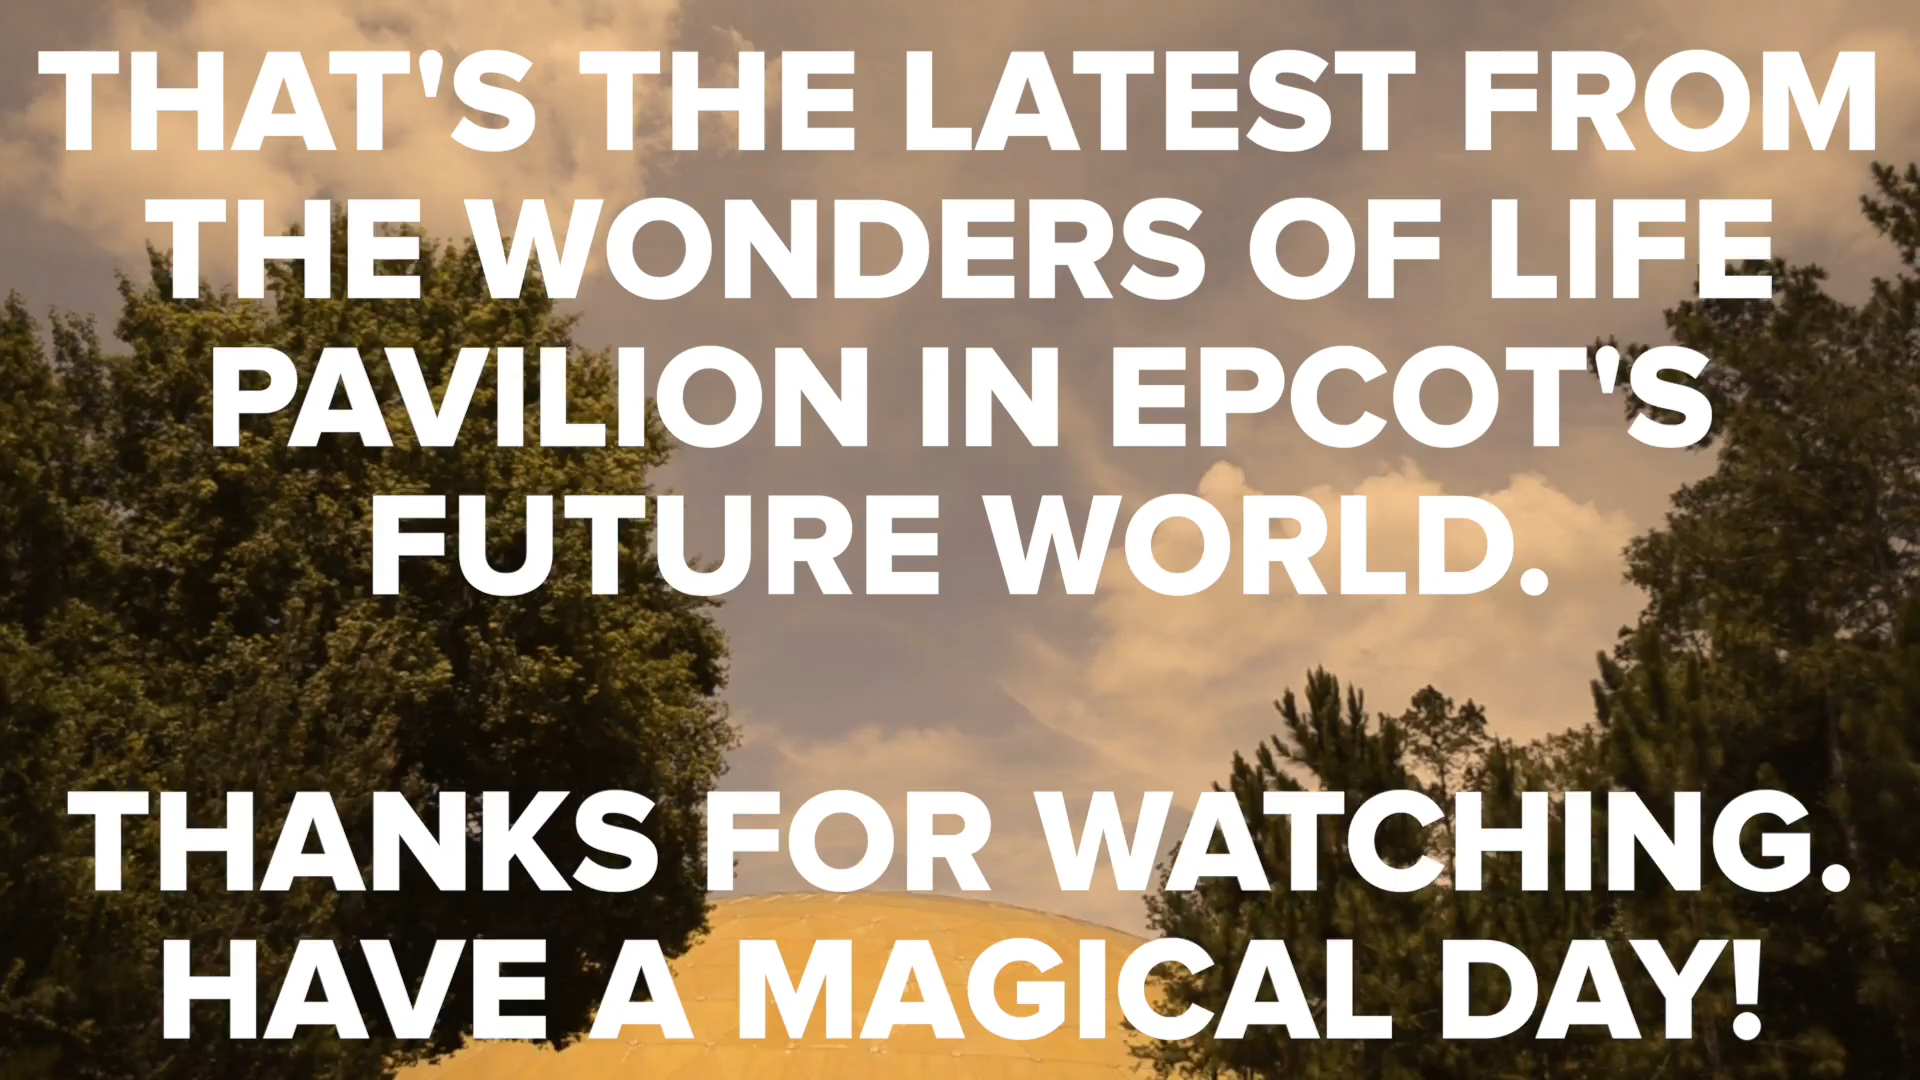 THAT'S THE LATEST FROM
THE WONDERS OF LIFE
PAVILION IN EPCOT'S
FUTURE WORLD.
THANKS FOR WATCHING.
HAVE A MAGICAL DAY!